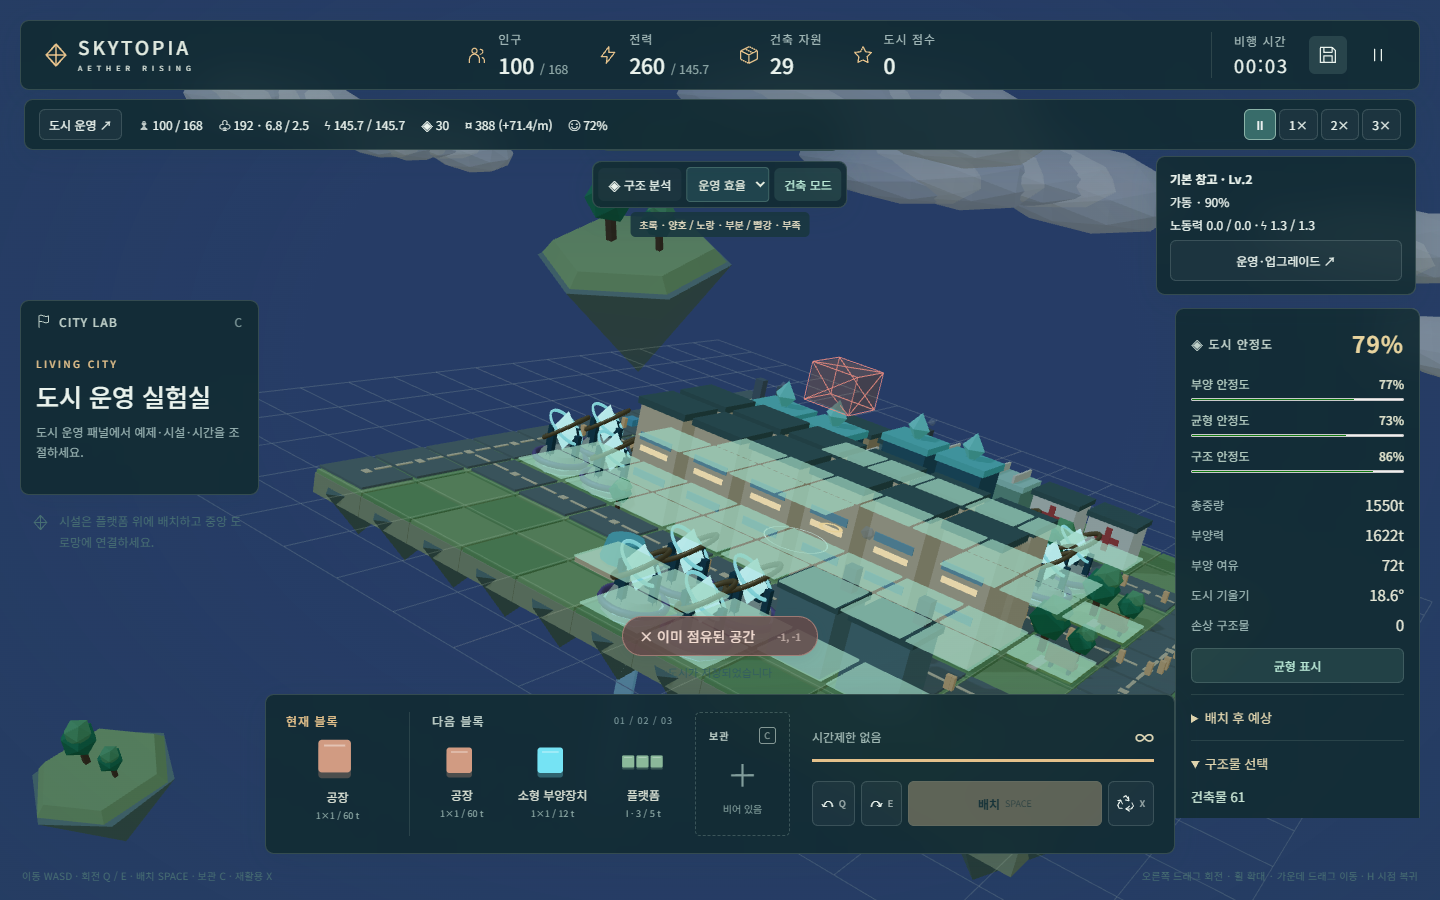 SKYTOPIA
AETHER RISING
인구
100 / 168
전력
260 / 145.7
건축 자원
29
도시 점수
0
비행 시간
00:03
도시 운영 ↗
100 / 168
192 · 6.8 / 2.5
ϟ 145.7 / 145.7
◈ 30
¤ 388 (+71.4/m)
☺ 72%
1×
2×
3×
◈ 구조 분석
운영 효율
건축 모드
초록 · 양호 / 노랑 · 부분 / 빨강 · 부족
기본 창고 · Lv.2
가동 · 90%
노동력 0.0 / 0.0 · ϟ 1.3 / 1.3
운영·업그레이드 ↗
CITY LAB
C
LIVING CITY
도시 운영 실험실
도시 운영 패널에서 예제·시설·시간을 조
절하세요.
시설은 플랫폼 위에 배치하고 중앙 도
로망에 연결하세요.
◈ 도시 안정도
79%
부양 안정도
77%
균형 안정도
73%
구조 안정도
86%
총중량
1550t
부양력
1622t
부양 여유
72t
도시 기울기
18.6°
손상 구조물
0
균형 표시
▶ 배치 후 예상
▼ 구조물 선택
건축물 61
✕ 이미 점유된 공간
-1, -1
현재 블록
공장
1×1 / 60 t
다음 블록
01 / 02 / 03
공장
1×1 / 60 t
소형 부양장치
1×1 / 12 t
플랫폼
I · 3 / 5 t
보관
C
비어 있음
시간제한 없음
∞
Q
E
배치 SPACE
X
이동 WASD · 회전 Q / E · 배치 SPACE · 보관 C · 재활용 X
오른쪽 드래그 회전 · 휠 확대 · 가운데 드래그 이동 · H 시점 복귀